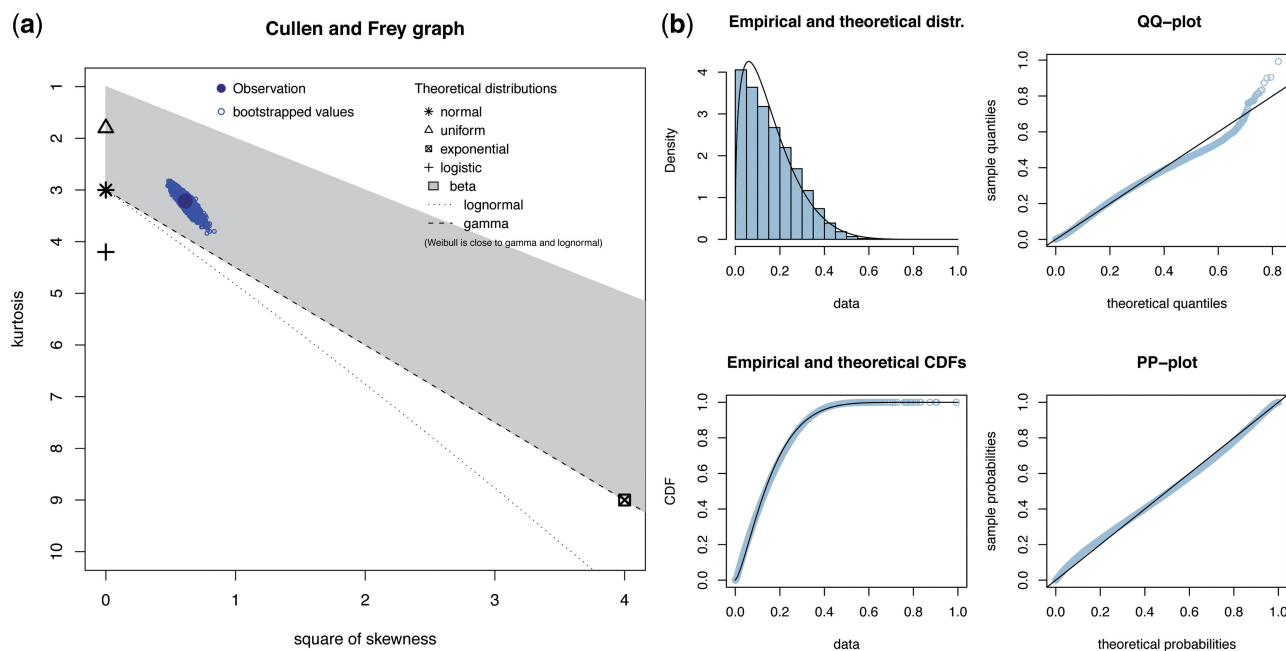 (a)
Cullen and Frey graph
Observation
bootstrapped values
Theoretical distributions
normal
uniform
exponential
logistic
beta
lognormal
gamma
(Weibull is close to gamma and lognormal)
kurtosis
1
2
3
4
5
6
7
8
9
10
0 1 2 3 4
square of skewness
(b)
Empirical and theoretical distr.
Density
4
3
2
1
0
0.0 0.2 0.4 0.6 0.8 1.0
data
QQ−plot
sample quantiles
1.0
0.8
0.6
0.4
0.2
0.0
0.0 0.2 0.4 0.6 0.8
theoretical quantiles
Empirical and theoretical CDFs
CDF
1.0
0.8
0.6
0.4
0.2
0.0
0.0 0.2 0.4 0.6 0.8 1.0
data
PP−plot
sample probabilities
1.0
0.8
0.6
0.4
0.2
0.0
0.0 0.2 0.4 0.6 0.8 1.0
theoretical probabilities